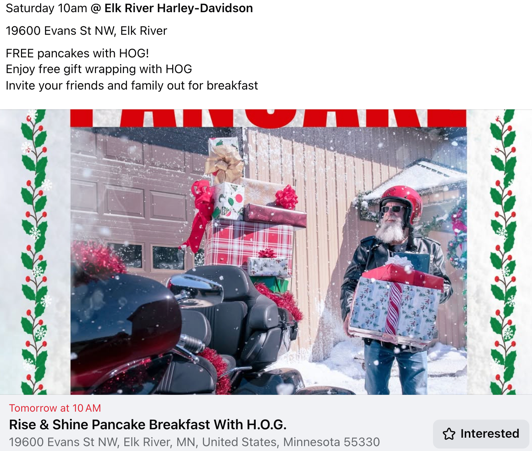 Saturday 10am @ Elk River Harley-Davidson
19600 Evans St NW, Elk River
FREE pancakes with HOG!
Enjoy free gift wrapping with HOG
Invite your friends and family out for breakfast
PANCAKE
Tomorrow at 10 AM
Rise & Shine Pancake Breakfast With H.O.G.
19600 Evans St NW, Elk River, MN, United States, Minnesota 55330
Interested